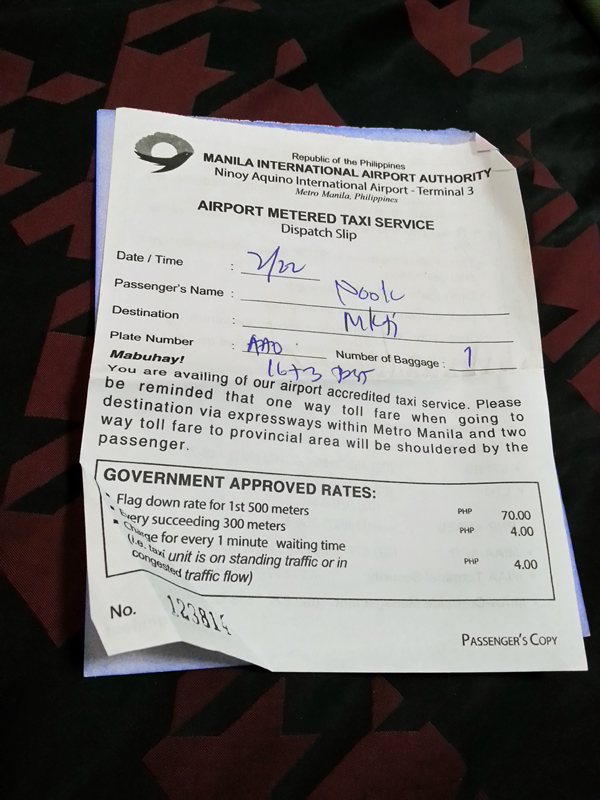 Republic of the Philippines
MANILA INTERNATIONAL AIRPORT AUTHORITY
Ninoy Aquino International Airport - Terminal 3
Metro Manila, Philippines
AIRPORT METERED TAXI SERVICE
Dispatch Slip
Date / Time : 2/22
Passenger's Name :
Destination : Mkti
Plate Number : AAO Number of Baggage : 1
Mabuhay!
You are availing of our airport accredited taxi service. Please
be reminded that one way toll fare when going to
destination via expressways within Metro Manila and two
way toll fare to provincial area will be shouldered by the
passenger.
GOVERNMENT APPROVED RATES:
Flag down rate for 1st 500 meters PHP 70.00
Every succeeding 300 meters PHP 4.00
Charge for every 1 minute waiting time PHP 4.00
(i.e. taxi unit is on standing traffic or in
congested traffic flow)
No. 123814
PASSENGER'S COPY